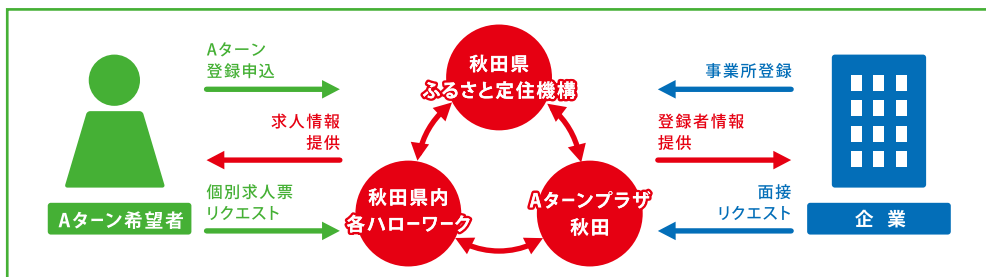 Aターン
登録申込
求人情報
提供
個別求人票
リクエスト
Aターン希望者
秋田県
ふるさと定住機構
秋田県内
各ハローワーク
Aターンプラザ
秋田
事業所登録
登録者情報
提供
面接
リクエスト
企業